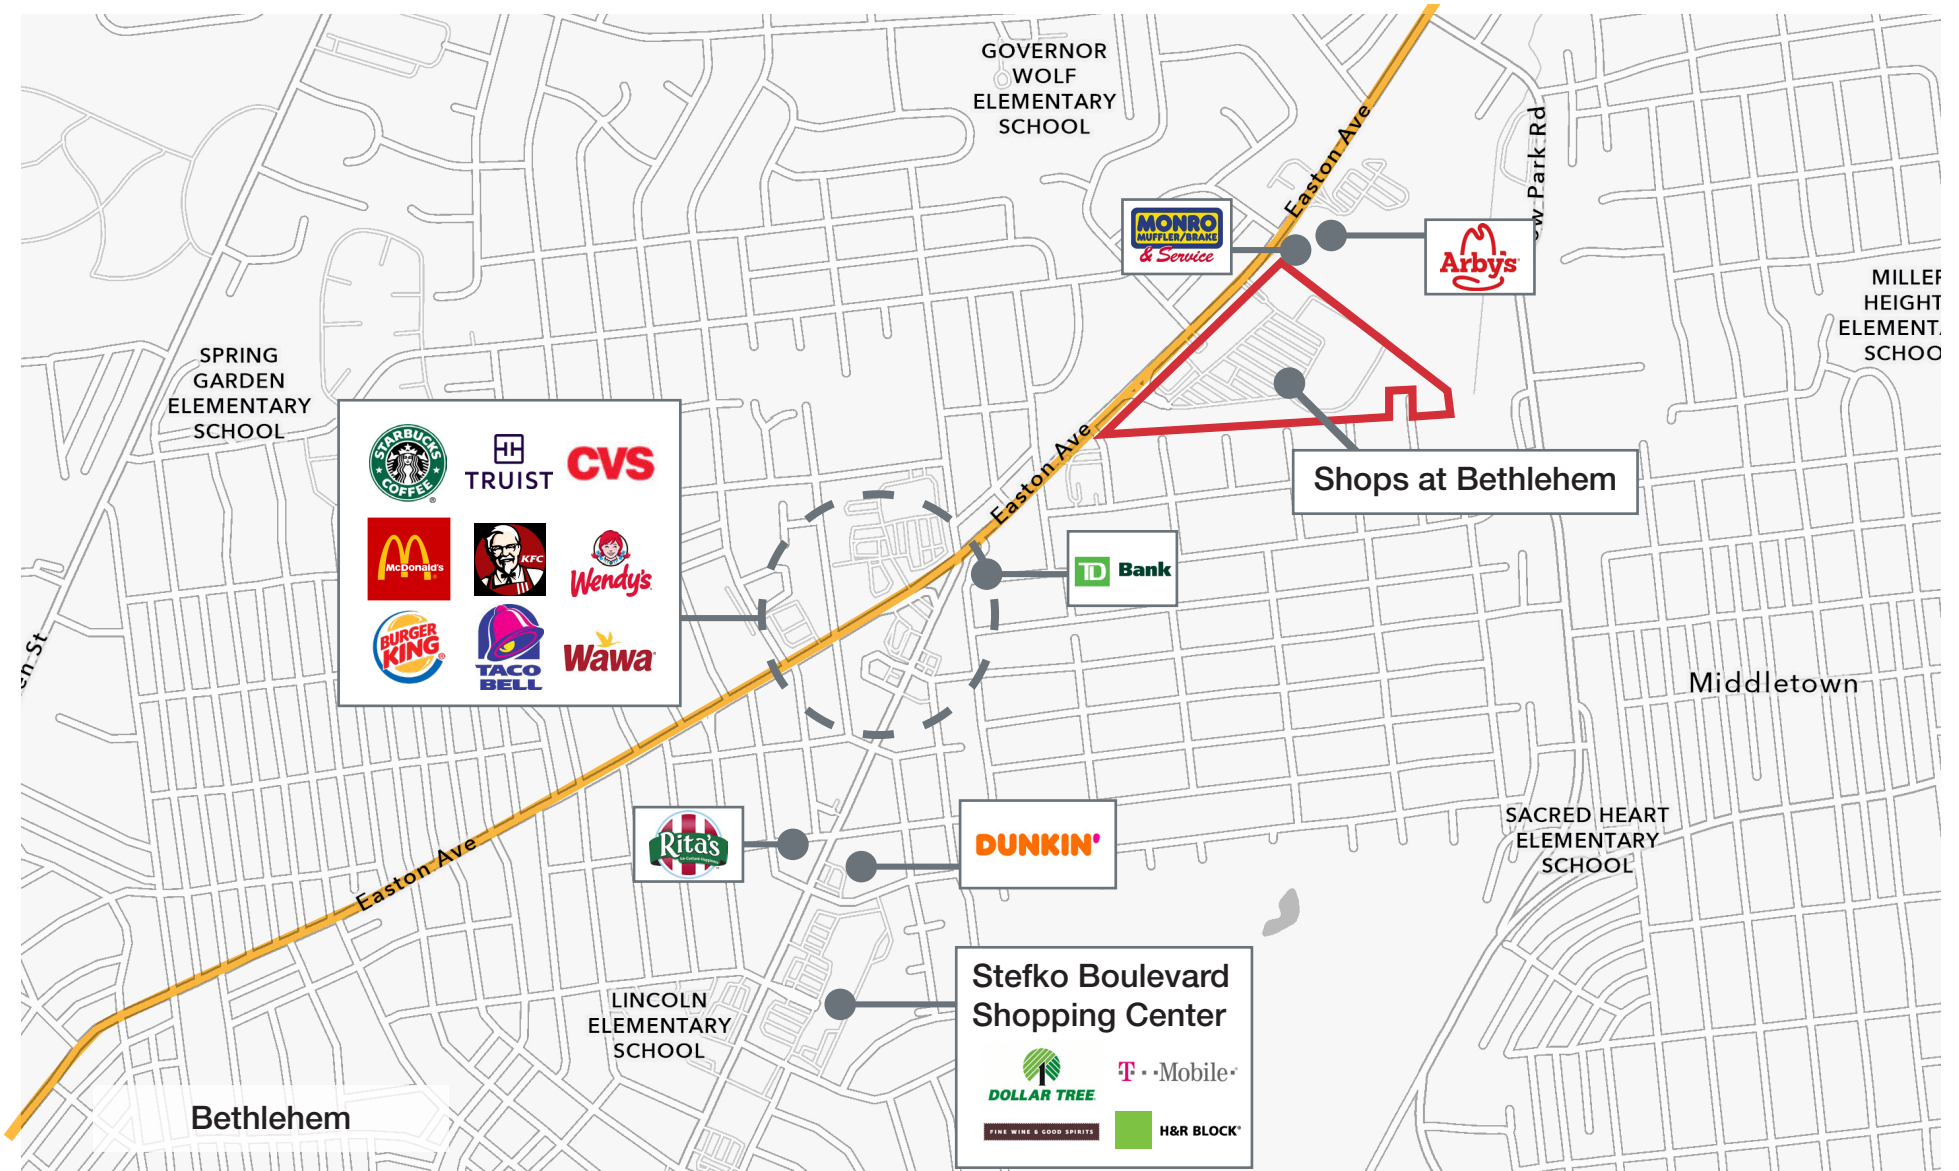 GOVERNOR
WOLF
ELEMENTARY
SCHOOL
Easton Ave
Park Rd
MONRO
MUFFLER/BRAKE
& Service
Arby's
MILLER
HEIGHT
ELEMENTA
SCHOO
SPRING
GARDEN
ELEMENTARY
SCHOOL
STARBUCKS
COFFEE
TRUIST
CVS
McDonald's
KFC
Wendy's
BURGER
KING
TACO
BELL
Wawa
Easton Ave
Shops at Bethlehem
TD Bank
en St
Middletown
Rita's
DUNKIN'
SACRED HEART
ELEMENTARY
SCHOOL
Easton Ave
Stefko Boulevard
Shopping Center
DOLLAR TREE
T Mobile
FINE WINE & GOOD SPIRITS
H&R BLOCK®
LINCOLN
ELEMENTARY
SCHOOL
Bethlehem